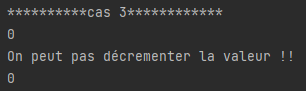 **********cas 3************
0
On peut pas décrementer la valeur !!
0